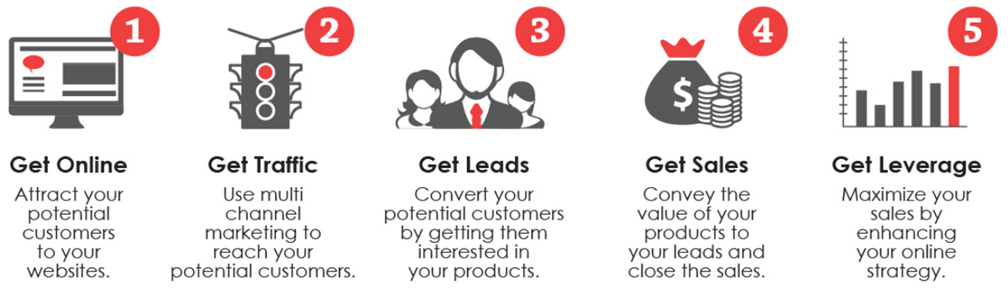 1
Get Online
Attract your
potential
customers
to your
websites.
2
Get Traffic
Use multi
channel
marketing to
reach your
potential customers.
3
Get Leads
Convert your
potential customers
by getting them
interested in
your products.
4
$
Get Sales
Convey the
value of your
products to
your leads and
close the sales.
5
Get Leverage
Maximize your
sales by
enhancing
your online
strategy.